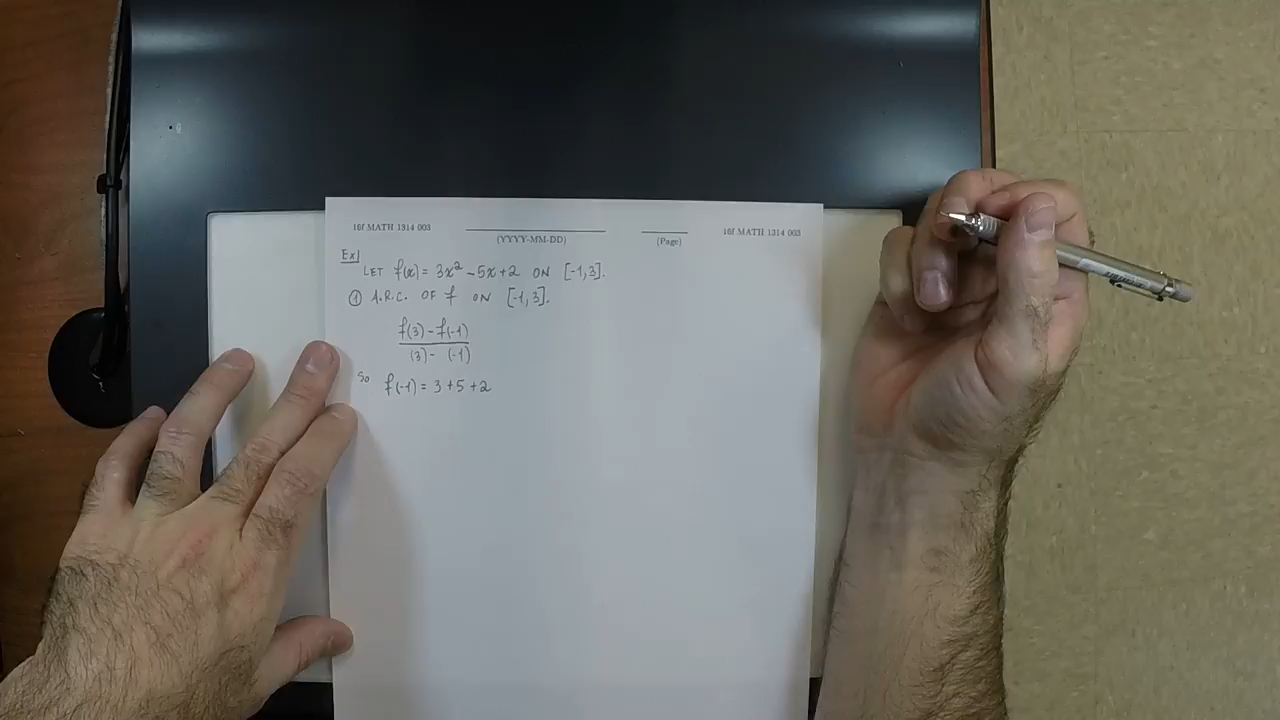 16f MATH 1314 003 (YYYY-MM-DD) (Page) 16f MATH 1314 003
Ex]
LET f(x) = 3x² - 5x + 2 ON [-1,3].
① A.R.C. OF f ON [-1,3].
f(3) - f(-1)
(3) - (-1)
So f(-1) = 3 + 5 + 2